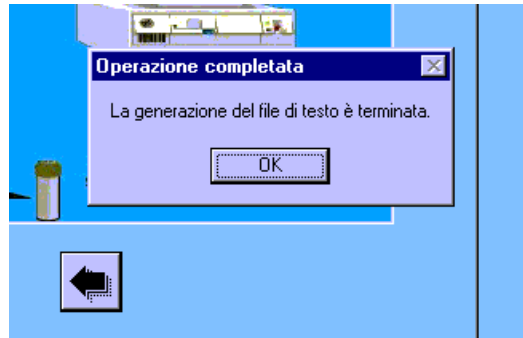 Operazione completata
La generazione del file di testo è terminata.
OK